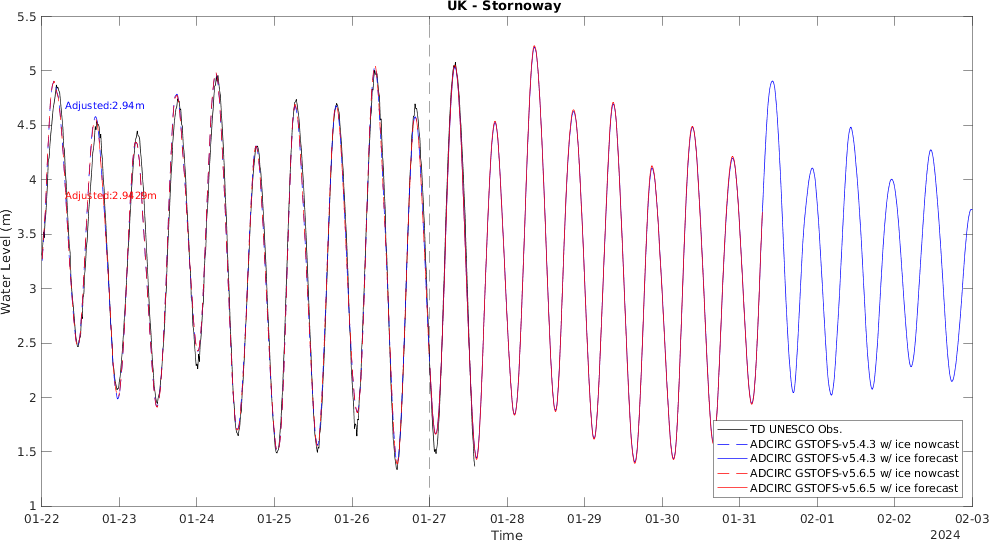 UK - Stornoway
5.5
5
4.5
4
3.5
3
2.5
2
1.5
1
Water Level (m)
Adjusted:2.94m
Adjusted:2.9429m
TD UNESCO Obs.
ADCIRC GSTOFS-v5.4.3 w/ ice nowcast
ADCIRC GSTOFS-v5.4.3 w/ ice forecast
ADCIRC GSTOFS-v5.6.5 w/ ice nowcast
ADCIRC GSTOFS-v5.6.5 w/ ice forecast
01-22 01-23 01-24 01-25 01-26 01-27 01-28 01-29 01-30 01-31 02-01 02-02 02-03
Time
2024